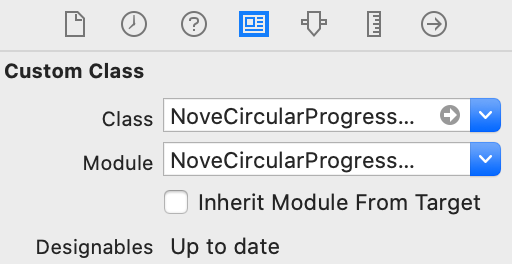 Custom Class
Class NoveCircularProgress...
Module NoveCircularProgress...
Inherit Module From Target
Designables Up to date